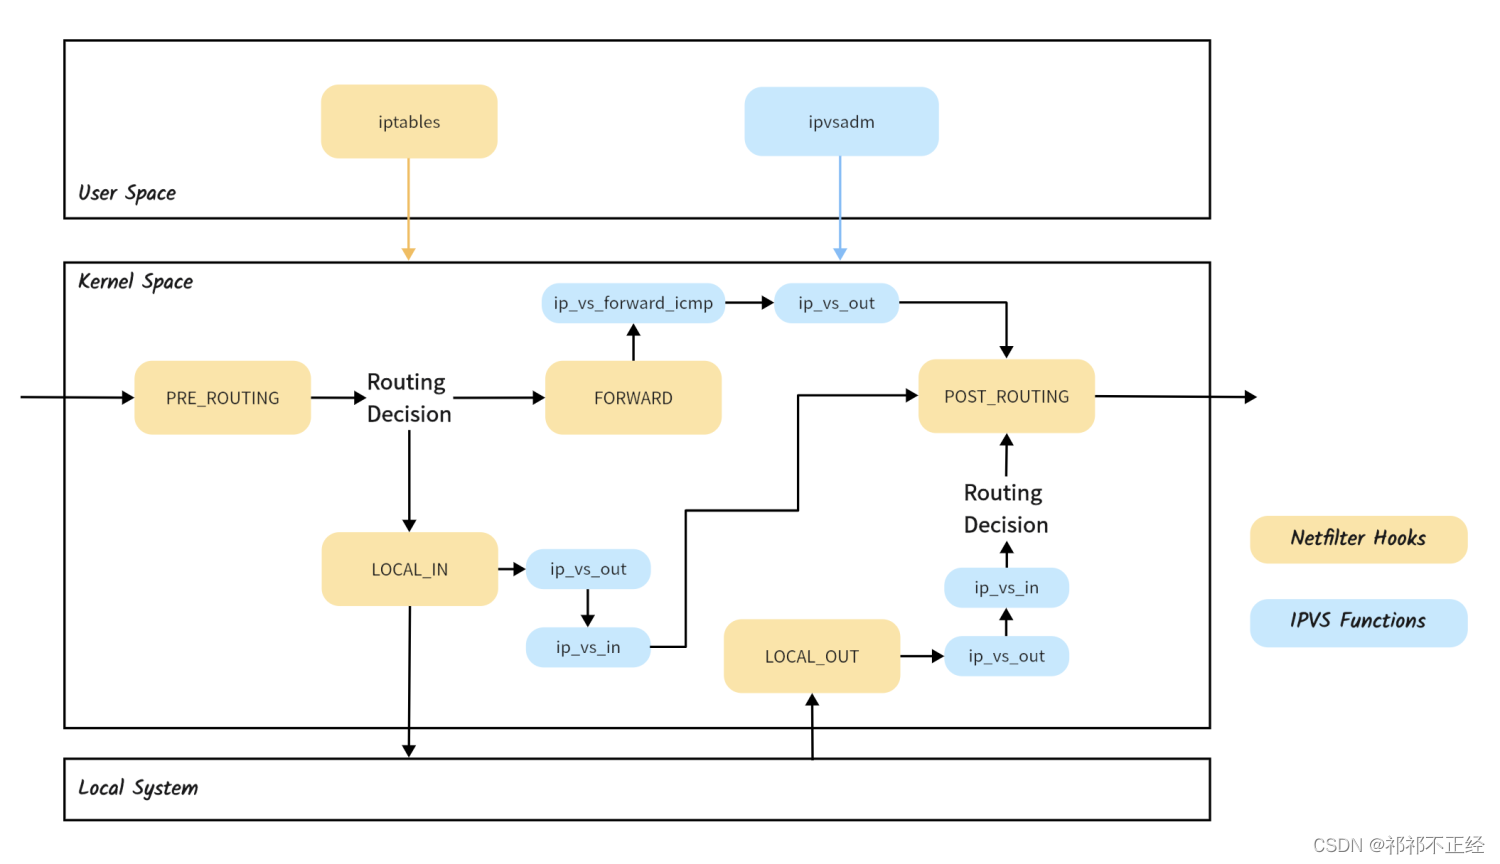 iptables
ipvsadm
User Space
Kernel Space
ip_vs_forward_icmp
ip_vs_out
PRE_ROUTING
Routing
Decision
FORWARD
POST_ROUTING
LOCAL_IN
ip_vs_out
ip_vs_in
Routing
Decision
ip_vs_in
LOCAL_OUT
ip_vs_out
Netfilter Hooks
IPVS Functions
Local System
CSDN @祁祁不正经